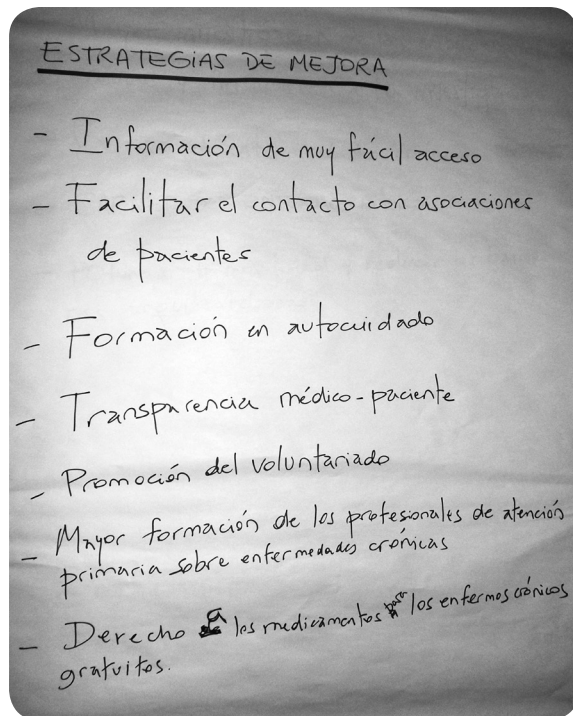 ESTRATEGIAS DE MEJORA
- Información de muy fácil acceso
- Facilitar el contacto con asociaciones
de pacientes
- Formación en autocuidado
- Transparencia médico-paciente
- Promoción del voluntariado
- Mayor formación de los profesionales de atención
primaria sobre enfermedades crónicas
- Derecho a los medicamentos para los enfermos crónicos
gratuitos.